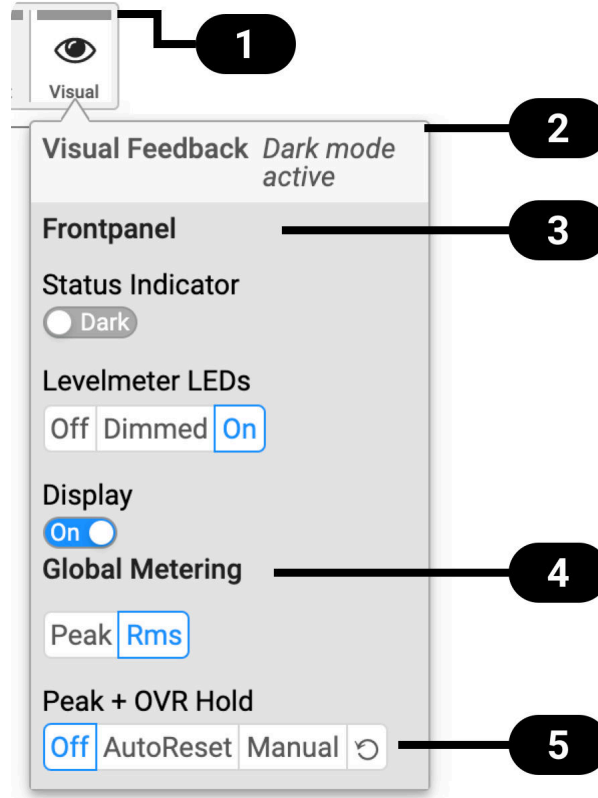 1
Visual
2
Visual Feedback Dark mode
active
Frontpanel
3
Status Indicator
Dark
Levelmeter LEDs
Off Dimmed On
Display
On
Global Metering
4
Peak Rms
Peak + OVR Hold
Off AutoReset Manual
5